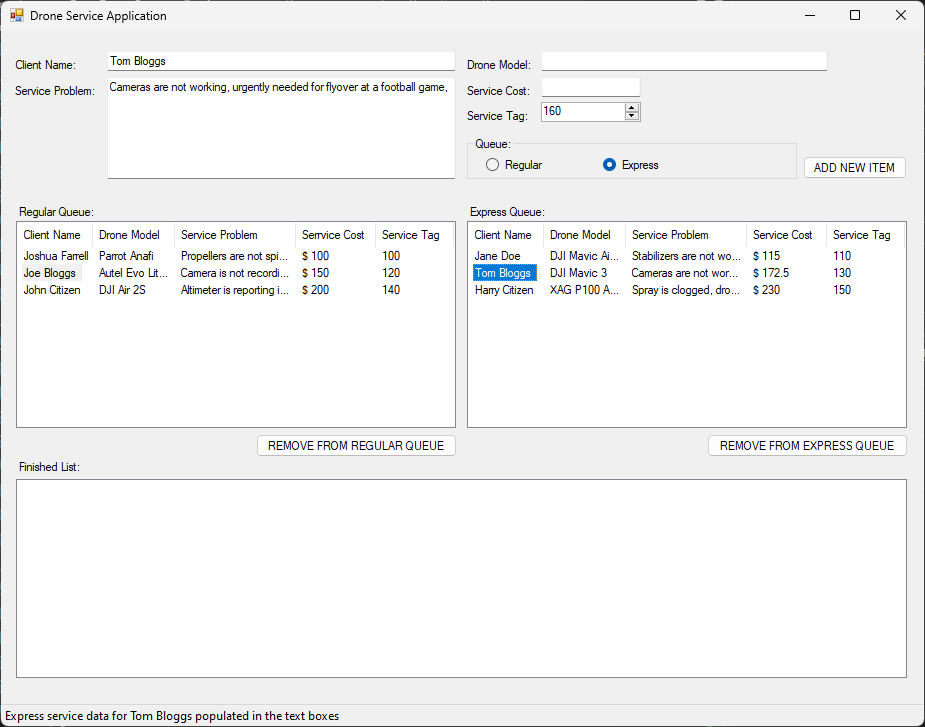 Drone Service Application
Client Name: Tom Bloggs
Drone Model:
Service Problem: Cameras are not working, urgently needed for flyover at a football game,
Service Cost:
Service Tag: 160
Queue:
Regular Express
ADD NEW ITEM
Regular Queue:
Client Name Drone Model Service Problem Serrvice Cost Service Tag
Joshua Farrell Parrot Anafi Propellers are not spi... $ 100 100
Joe Bloggs Autel Evo Lit... Camera is not recordi... $ 150 120
John Citizen DJI Air 2S Altimeter is reporting i... $ 200 140
REMOVE FROM REGULAR QUEUE
Express Queue:
Client Name Drone Model Service Problem Service Cost Service Tag
Jane Doe DJI Mavic Ai... Stabilizers are not wo... $ 115 110
Tom Bloggs DJI Mavic 3 Cameras are not wor... $ 172.5 130
Harry Citizen XAG P100 A... Spray is clogged, dro... $ 230 150
REMOVE FROM EXPRESS QUEUE
Finished List:
Express service data for Tom Bloggs populated in the text boxes